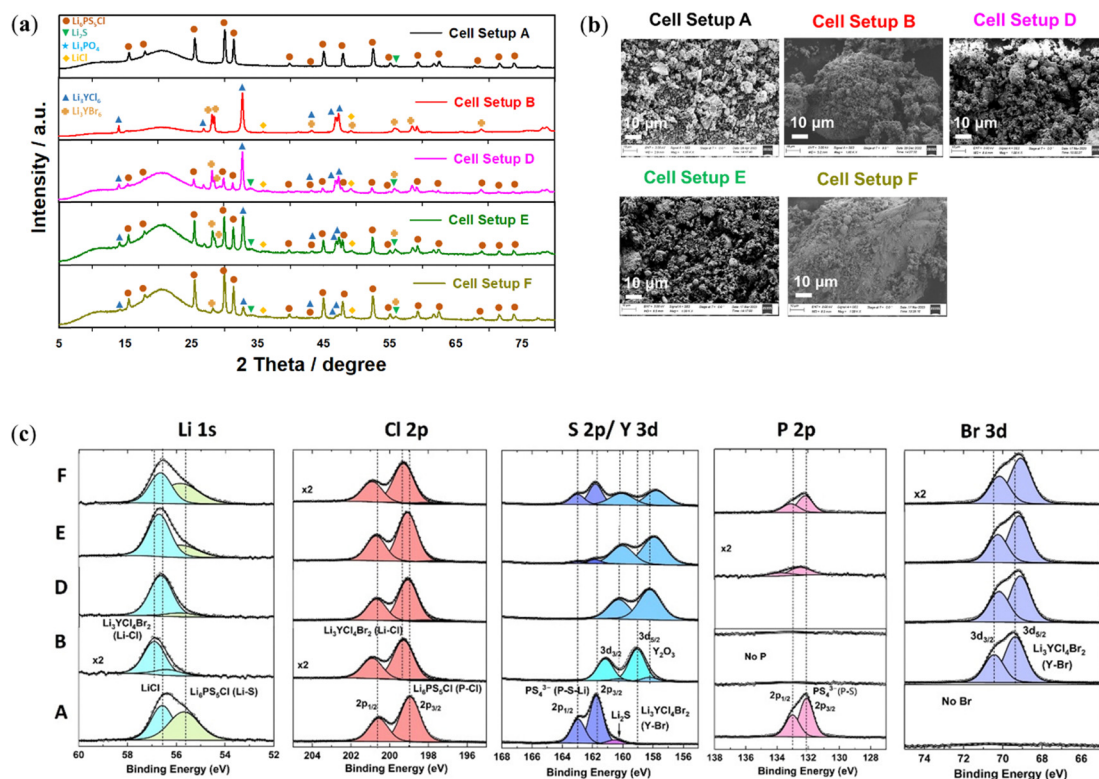 (a)
Li₆PS₅Cl
Li₂S
Li₃PO₄
LiCl
Cell Setup A
Li₃YCl₆
Li₃YBr₆
Cell Setup B
Cell Setup D
Cell Setup E
Cell Setup F
Intensity / a.u.
5 15 25 35 45 55 65 75
2 Theta / degree
(b)
Cell Setup A Cell Setup B Cell Setup D
10 μm 10 μm 10 μm
Cell Setup E Cell Setup F
10 μm 10 μm
(c)
Li 1s Cl 2p S 2p/ Y 3d P 2p Br 3d
F
E
D
B
A
Li₃YCl₄Br₂
(Li-Cl)
x2
LiCl
Li₆PS₅Cl (Li-S)
60 58 56 54 52
Binding Energy (eV)
x2
Li₃YCl₄Br₂ (Li-Cl)
x2
Li₆PS₅Cl (P-Cl)
2p₁/₂
2p₃/₂
204 202 200 198 196
Binding Energy (eV)
3d₃/₂
3d₅/₂
Y₂O₃
PS₄³⁻ (P-S-Li)
2p₁/₂
2p₃/₂
Li₂S
Li₃YCl₄Br₂
(Y-Br)
168 166 164 162 160 158 156 155
Binding Energy (eV)
x2
No P
PS₄³⁻ (P-S)
2p₁/₂
2p₃/₂
138 136 134 132 130 128 127
Binding Energy (eV)
x2
3d₃/₂
3d₅/₂
Li₃YCl₄Br₂
(Y-Br)
No Br
74 72 70 68 66
Binding Energy (eV)